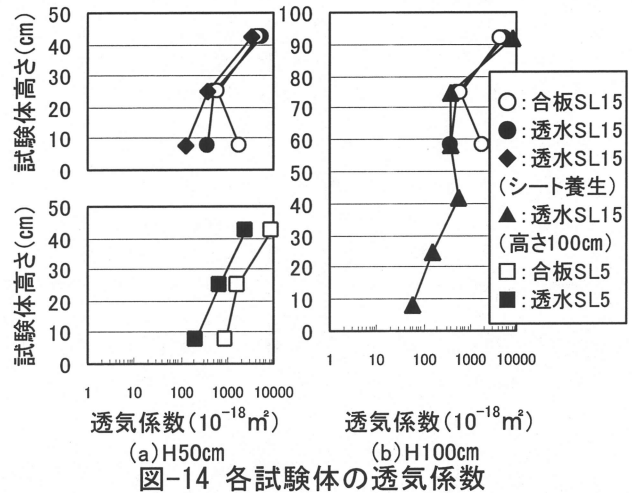 試験体高さ(cm)
50
40
30
20
10
0
試験体高さ(cm)
50
40
30
20
10
0
1 10 100 1000 10000
透気係数(10⁻¹⁸㎡)
(a)H50cm
100
90
80
70
60
50
40
30
20
10
0
1 10 100 1000 10000
透気係数(10⁻¹⁸㎡)
(b)H100cm
○:合板SL15
●:透水SL15
◆:透水SL15
(シート養生)
▲:透水SL15
(高さ100cm)
□:合板SL5
■:透水SL5
図-14 各試験体の透気係数